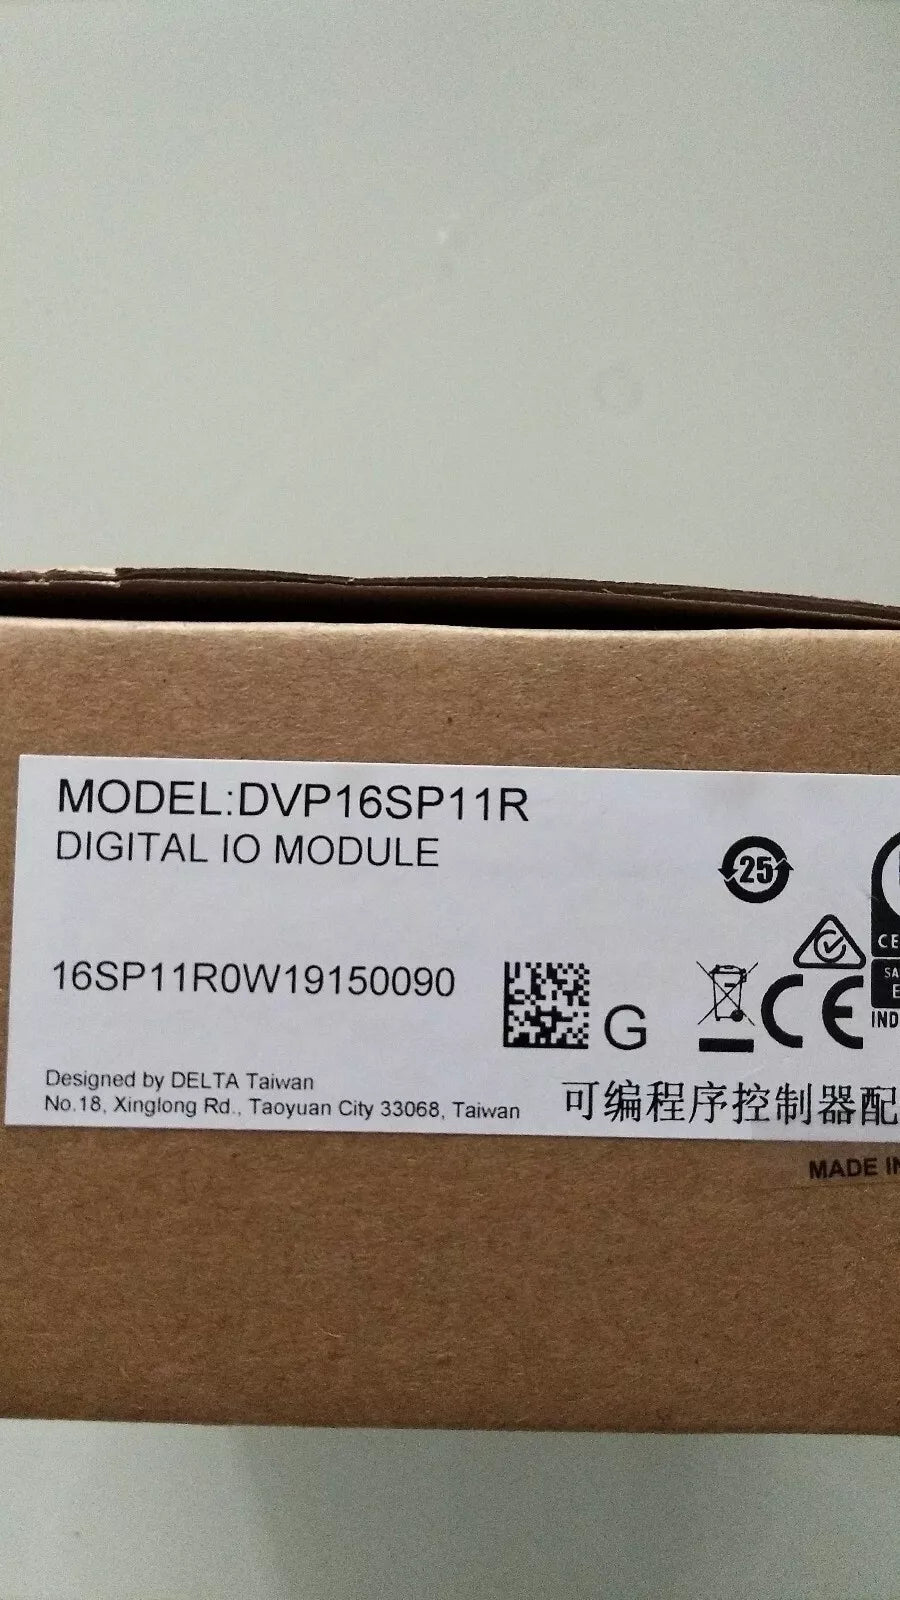 MODEL:DVP16SP11R
DIGITAL IO MODULE
25
16SP11R0W19150090
G
CE
Designed by DELTA Taiwan
No.18, Xinglong Rd., Taoyuan City 33068, Taiwan
可编程序控制器配
MADE